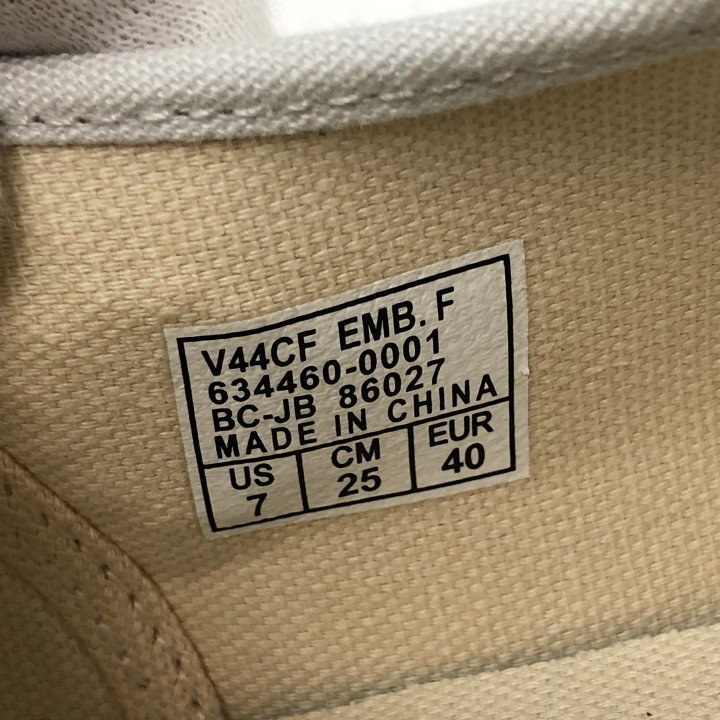 V44CF EMB. F
634460-0001
BC-JB 86027
MADE IN CHINA
US CM EUR
7 25 40